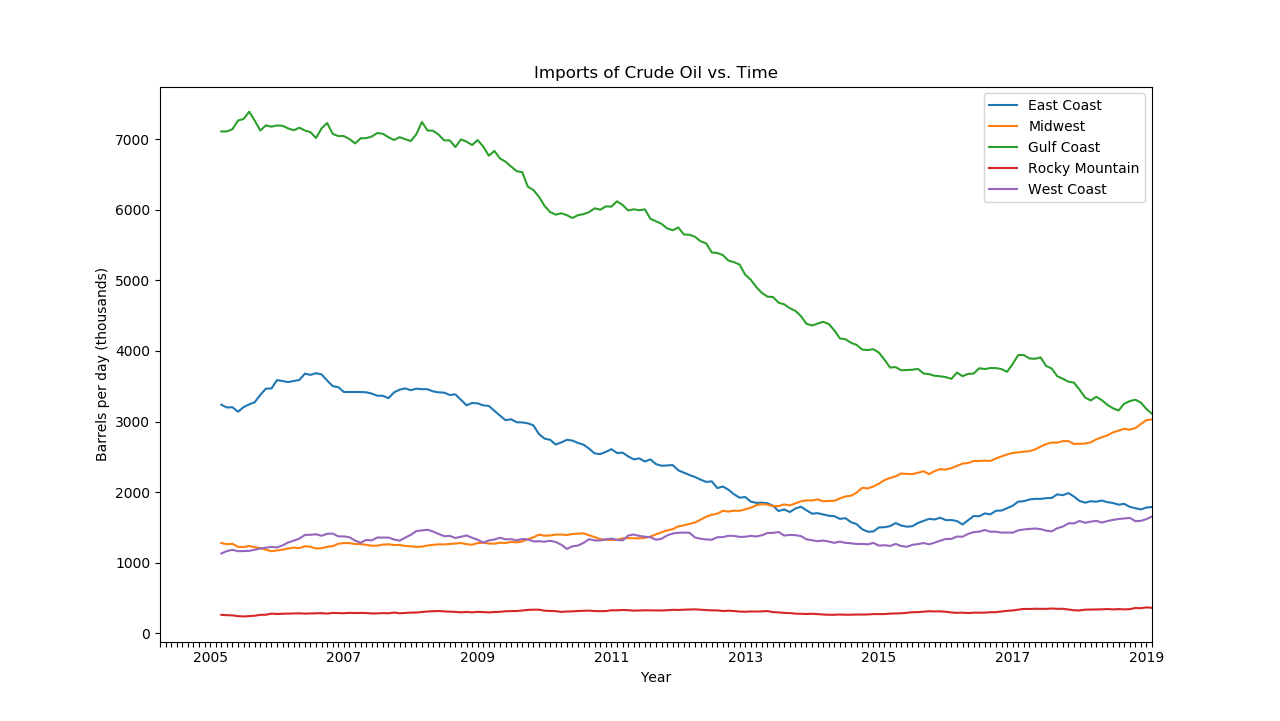 Imports of Crude Oil vs. Time
East Coast
Midwest
Gulf Coast
Rocky Mountain
West Coast
Barrels per day (thousands)
7000
6000
5000
4000
3000
2000
1000
0
2005 2007 2009 2011 2013 2015 2017 2019
Year